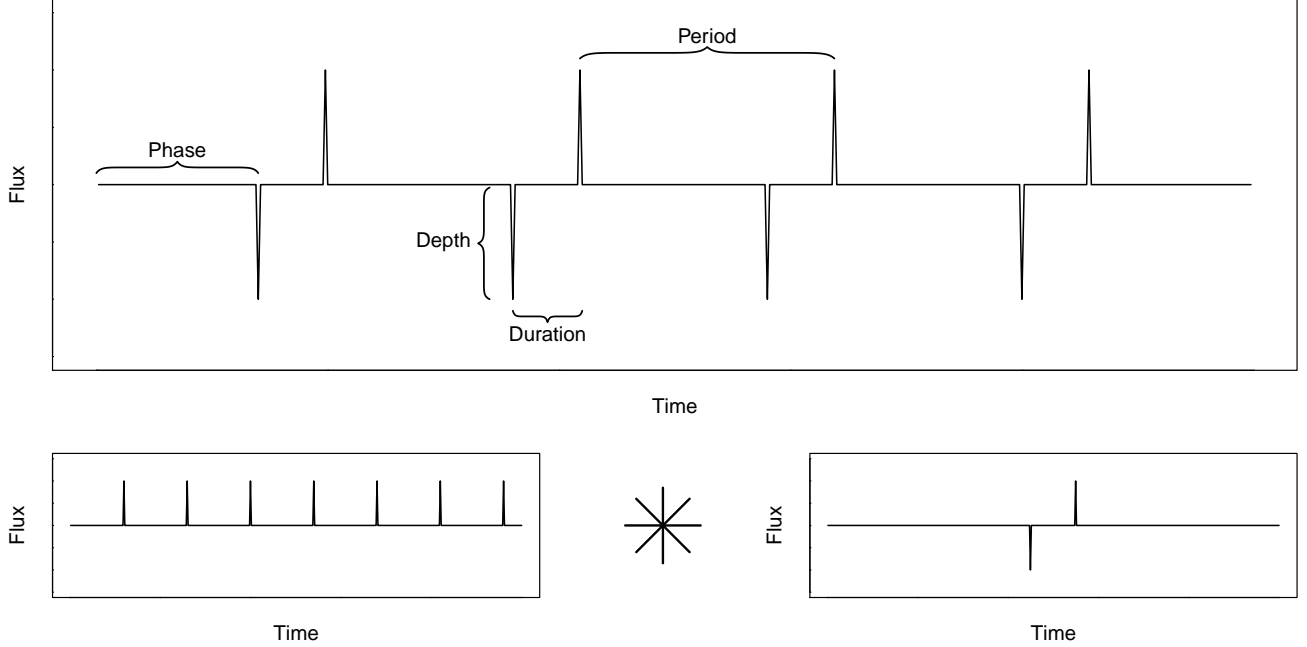 Period
Phase
Flux
Depth
Duration
Time
Flux
Flux
Time
Time